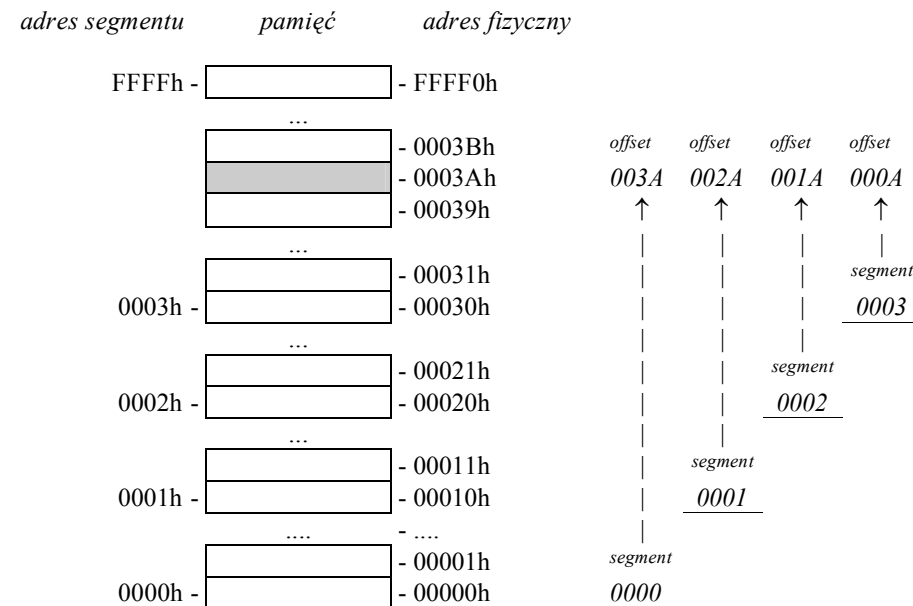 adres segmentu pamięć adres fizyczny
FFFFh - - FFFF0h
...
- 0003Bh offset offset offset offset
- 0003Ah 003A 002A 001A 000A
- 00039h
...
- 00031h segment
0003h - - 00030h 0003
...
- 00021h segment
0002h - - 00020h 0002
...
- 00011h segment
0001h - - 00010h 0001
.... - ....
- 00001h segment
0000h - - 00000h 0000